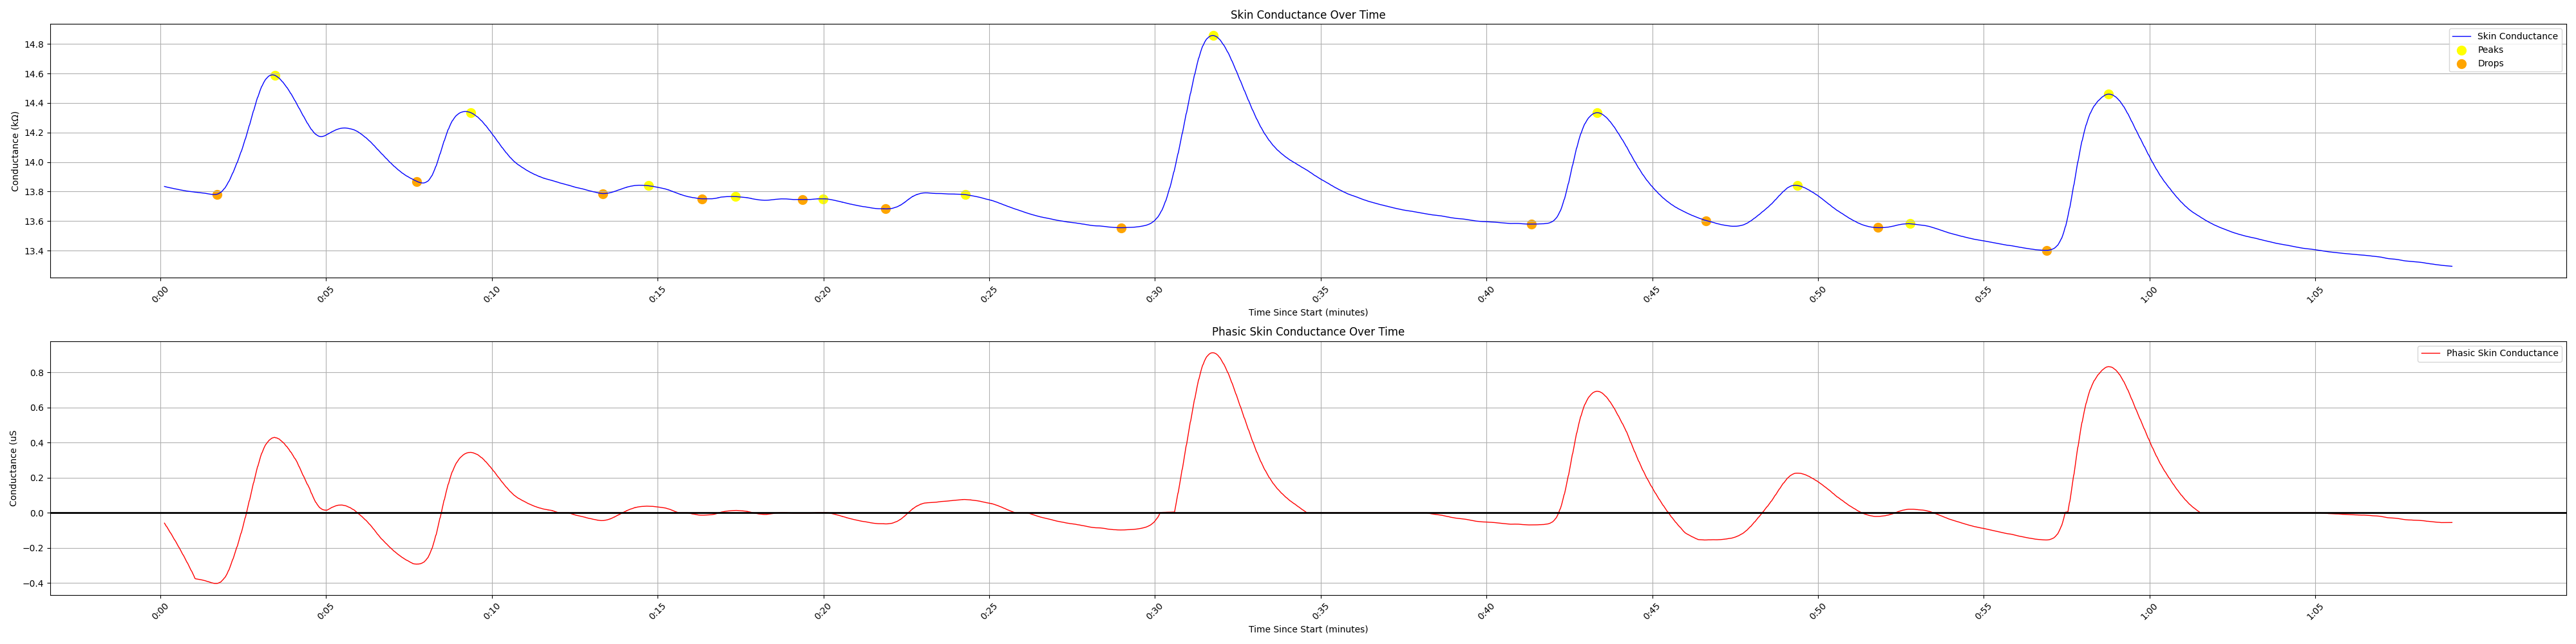 Skin Conductance Over Time
Conductance (kΩ)
14.8
14.6
14.4
14.2
14.0
13.8
13.6
13.4
Skin Conductance
Peaks
Drops
0:00 0:05 0:10 0:15 0:20 0:25 0:30 0:35 0:40 0:45 0:50 0:55 1:00 1:05
Time Since Start (minutes)
Phasic Skin Conductance Over Time
Conductance (uS
0.8
0.6
0.4
0.2
0.0
−0.2
−0.4
Phasic Skin Conductance
0:00 0:05 0:10 0:15 0:20 0:25 0:30 0:35 0:40 0:45 0:50 0:55 1:00 1:05
Time Since Start (minutes)